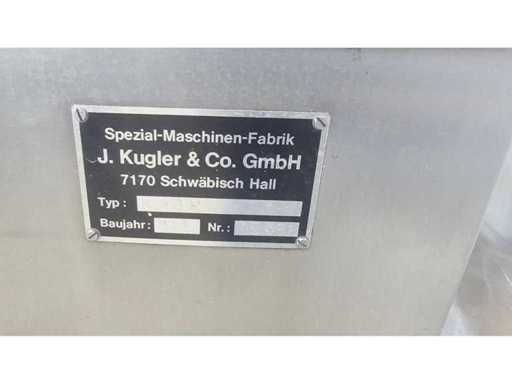 Spezial-Maschinen-Fabrik
J. Kugler & Co. GmbH
7170 Schwäbisch Hall
Typ:
Baujahr: Nr.: